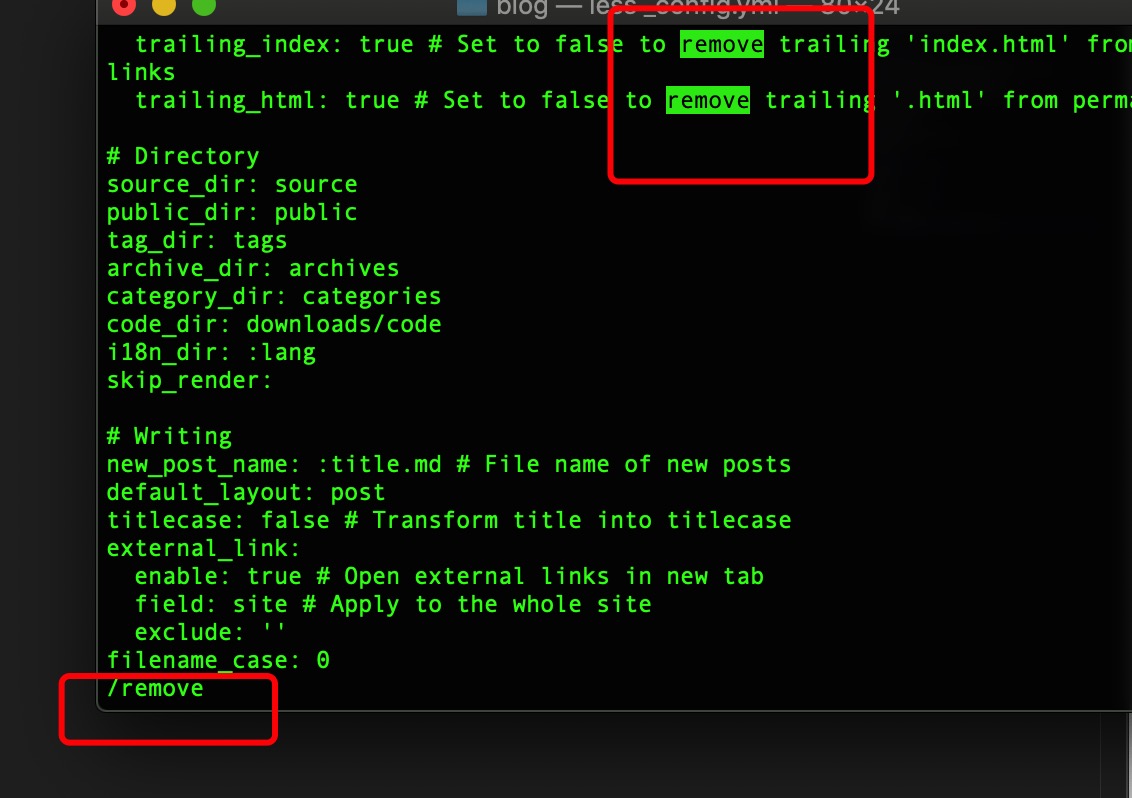 blog — less _config.yml — 80×24
  trailing_index: true # Set to false to remove trailing 'index.html' from
links
  trailing_html: true # Set to false to remove trailing '.html' from perma
# Directory
source_dir: source
public_dir: public
tag_dir: tags
archive_dir: archives
category_dir: categories
code_dir: downloads/code
i18n_dir: :lang
skip_render:
# Writing
new_post_name: :title.md # File name of new posts
default_layout: post
titlecase: false # Transform title into titlecase
external_link:
  enable: true # Open external links in new tab
  field: site # Apply to the whole site
  exclude: ''
filename_case: 0
/remove